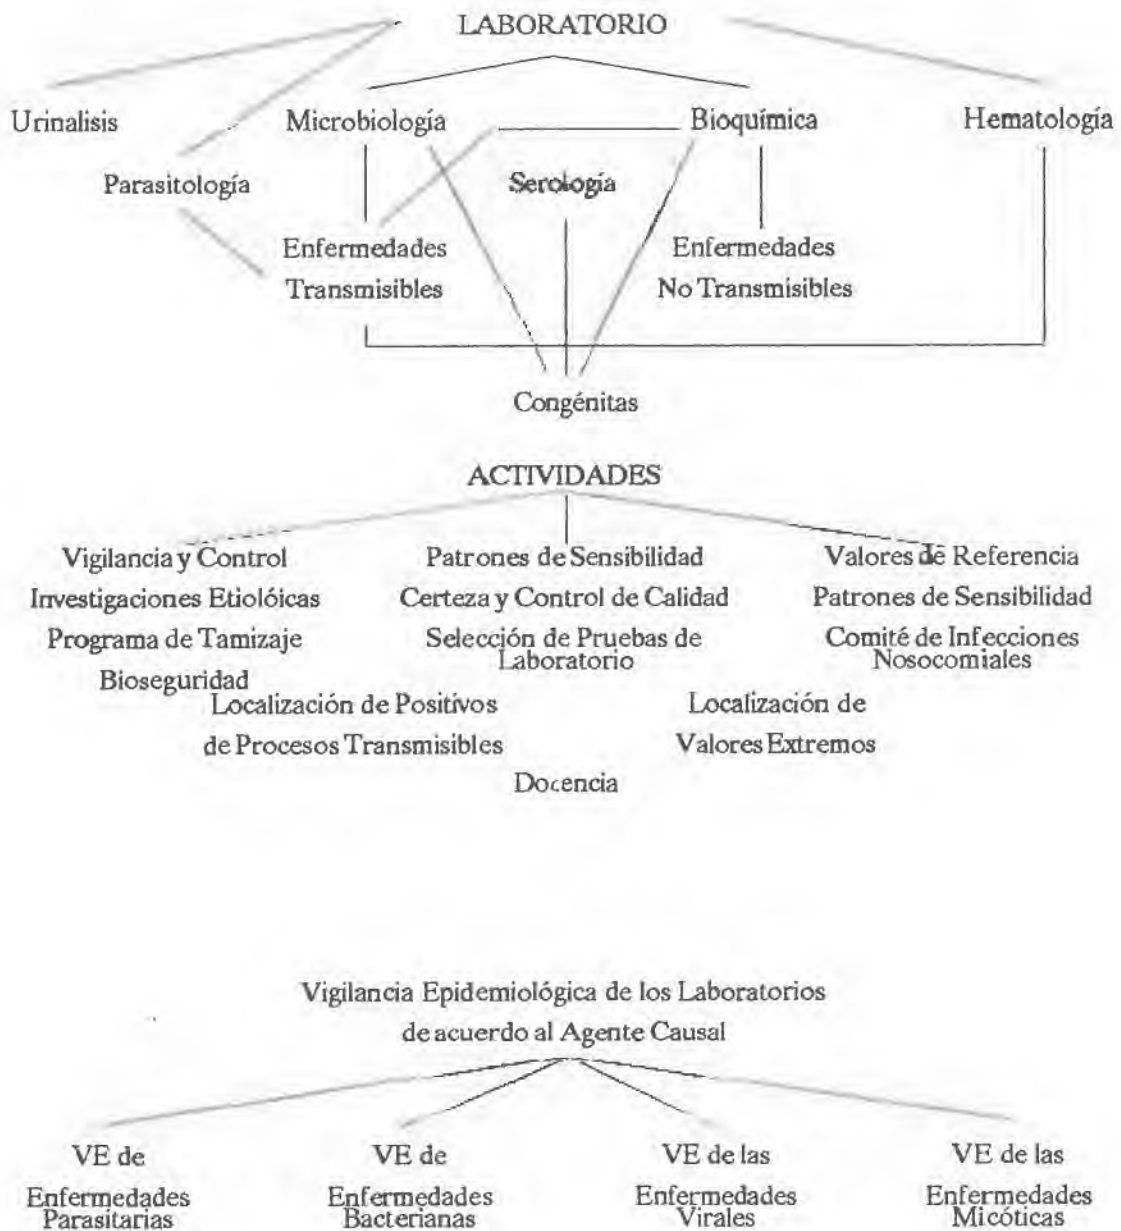 LABORATORIO
Urinalisis
Microbiología
Bioquímica
Hematología
Parasitología
Serología
Enfermedades
Transmisibles
Enfermedades
No Transmisibles
Congénitas
ACTIVIDADES
Vigilancia y Control
Investigaciones Etiolóicas
Programa de Tamizaje
Bioseguridad
Patrones de Sensibilidad
Certeza y Control de Calidad
Selección de Pruebas de
Laboratorio
Valores de Referencia
Patrones de Sensibilidad
Comité de Infecciones
Nosocomiales
Localización de Positivos
de Procesos Transmisibles
Localización de
Valores Extremos
Docencia
Vigilancia Epidemiológica de los Laboratorios
de acuerdo al Agente Causal
VE de
Enfermedades
Parasitarias
VE de
Enfermedades
Bacterianas
VE de las
Enfermedades
Virales
VE de las
Enfermedades
Micóticas